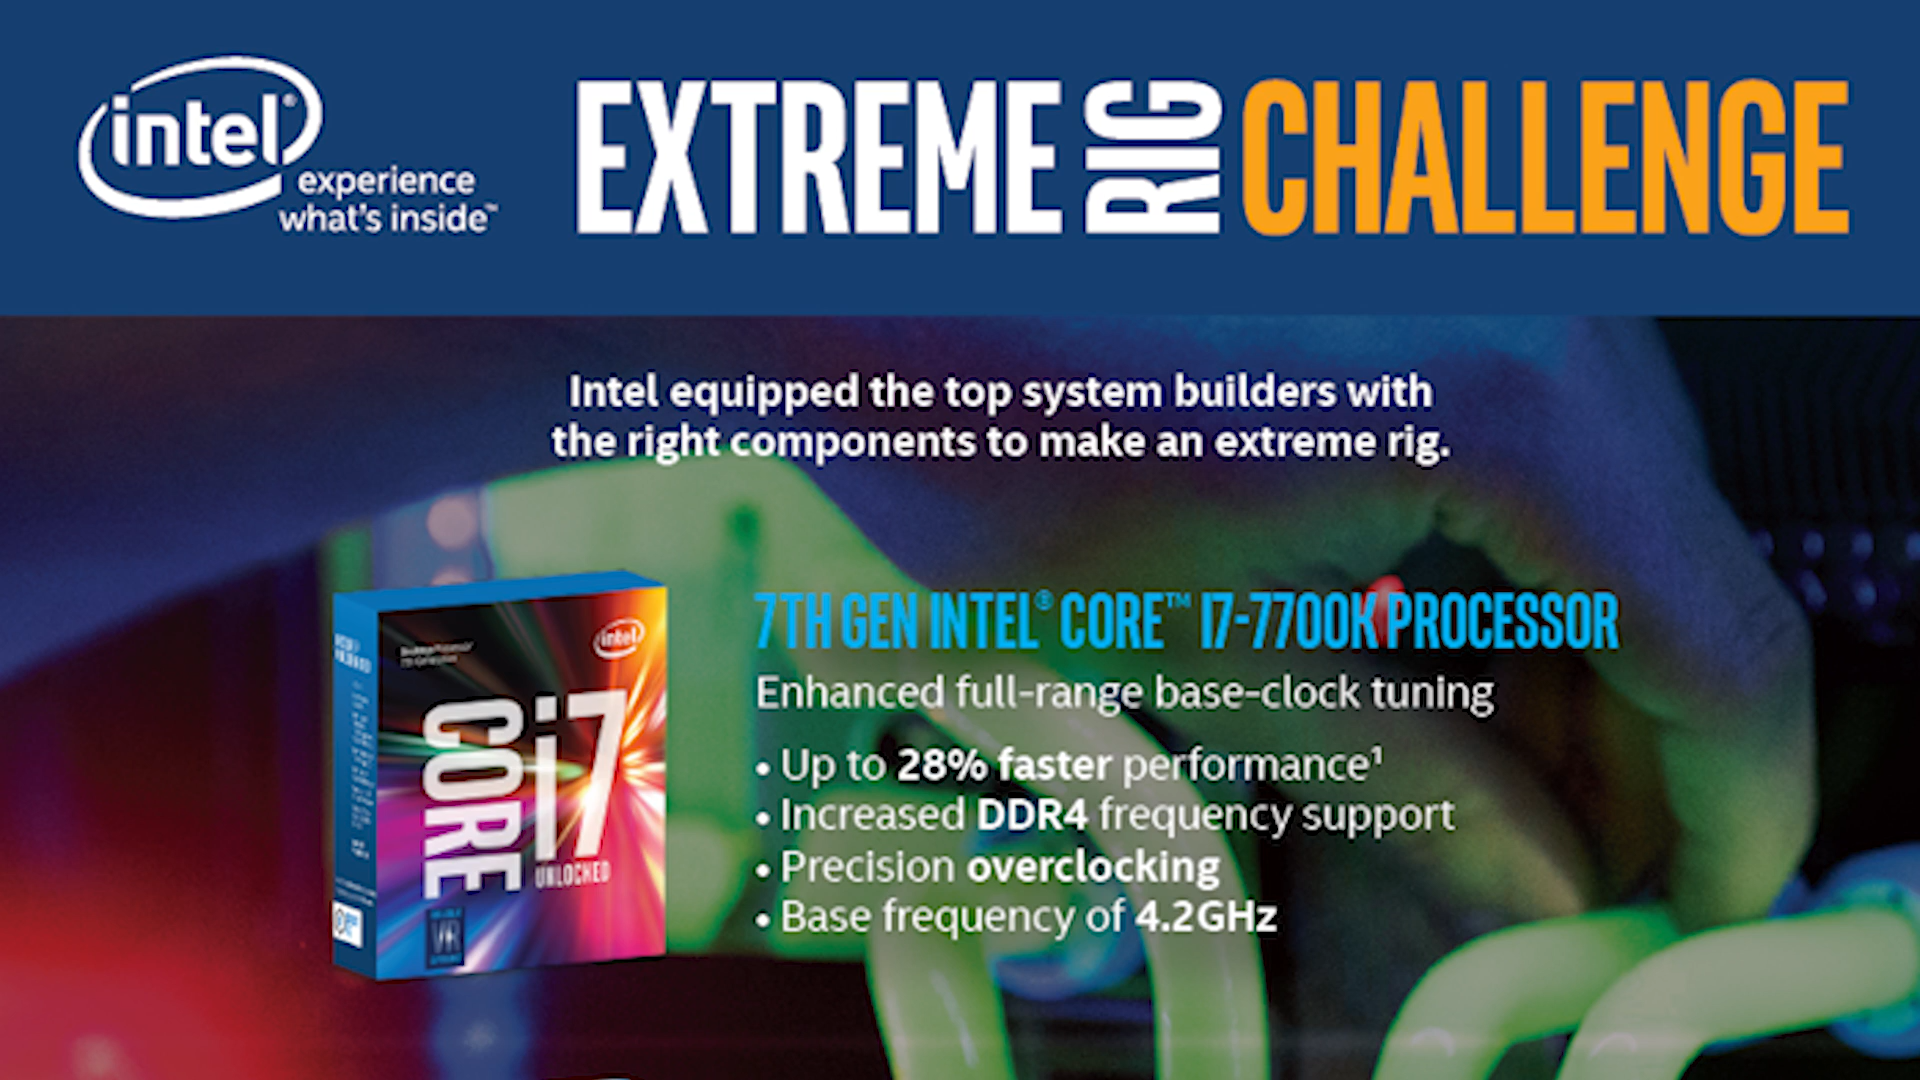 intel®
experience
what's inside™
EXTREME RIG CHALLENGE
Intel equipped the top system builders with
the right components to make an extreme rig.
7TH GEN INTEL® CORE™ I7-7700K PROCESSOR
Enhanced full-range base-clock tuning
• Up to 28% faster performance¹
• Increased DDR4 frequency support
• Precision overclocking
• Base frequency of 4.2GHz
intel
CORE i7
UNLOCKED
VR